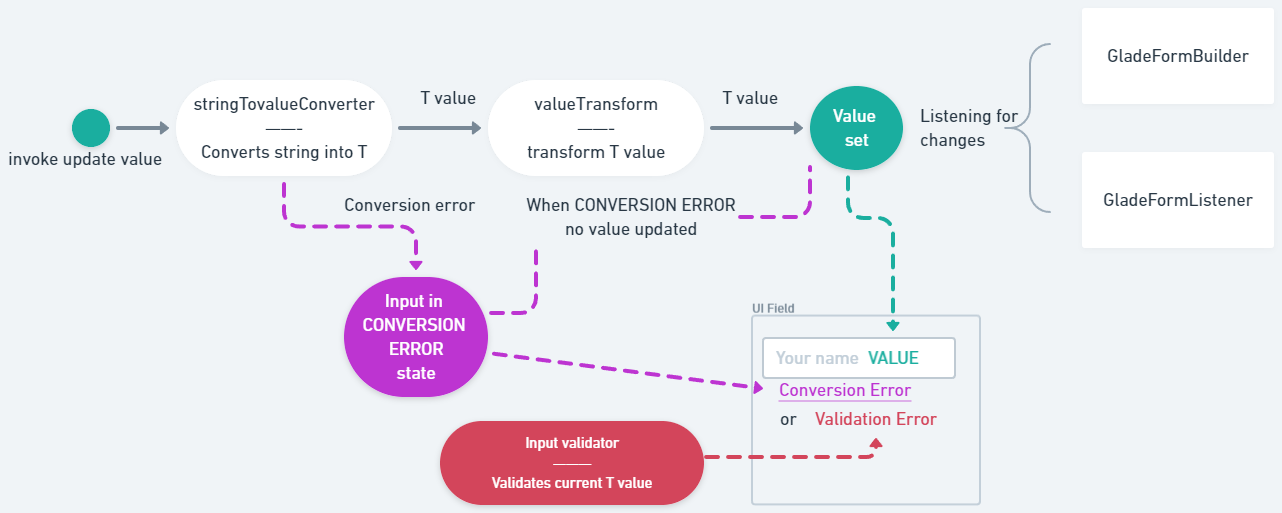 invoke update value
stringTovalueConverter
——-
Converts string into T
T value
valueTransform
——-
transform T value
T value
Value
set
Listening for
changes
GladeFormBuilder
GladeFormListener
Conversion error
When CONVERSION ERROR
no value updated
Input in
CONVERSION
ERROR
state
UI Field
Your name VALUE
Conversion Error
or Validation Error
Input validator
———
Validates current T value